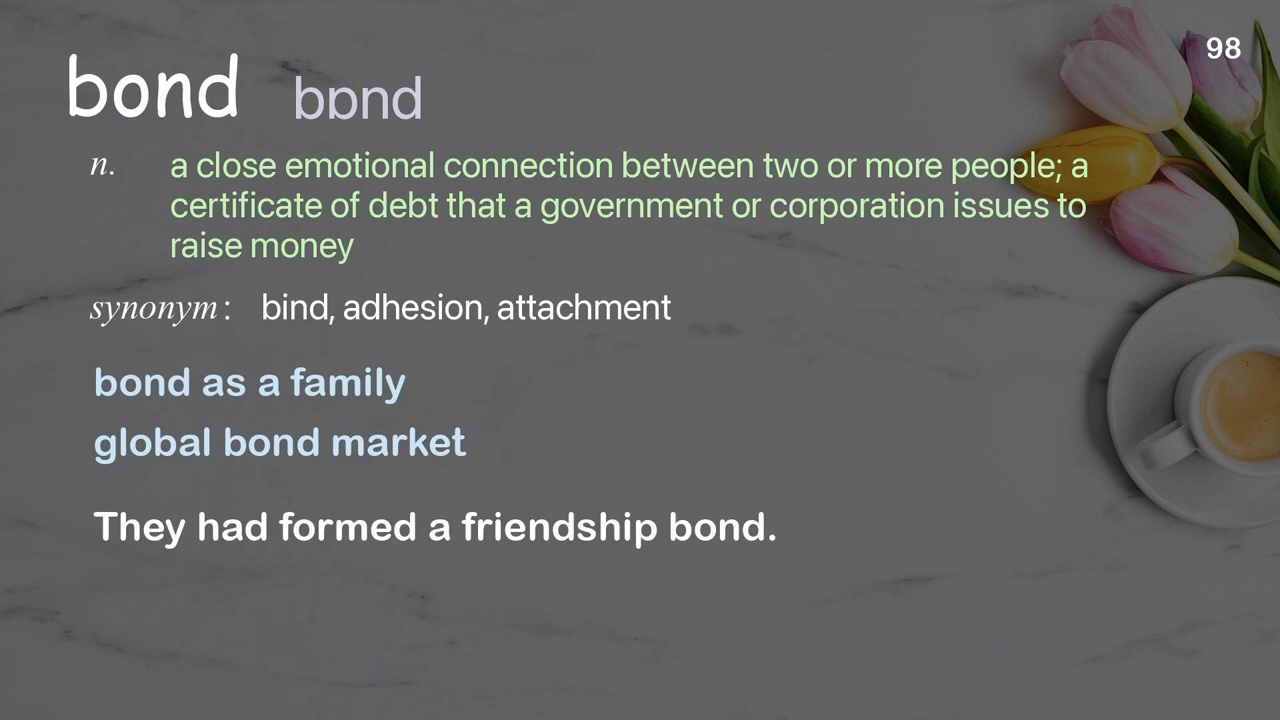 98
bond bɒnd
n. a close emotional connection between two or more people; a
certificate of debt that a government or corporation issues to
raise money
synonym: bind, adhesion, attachment
bond as a family
global bond market
They had formed a friendship bond.